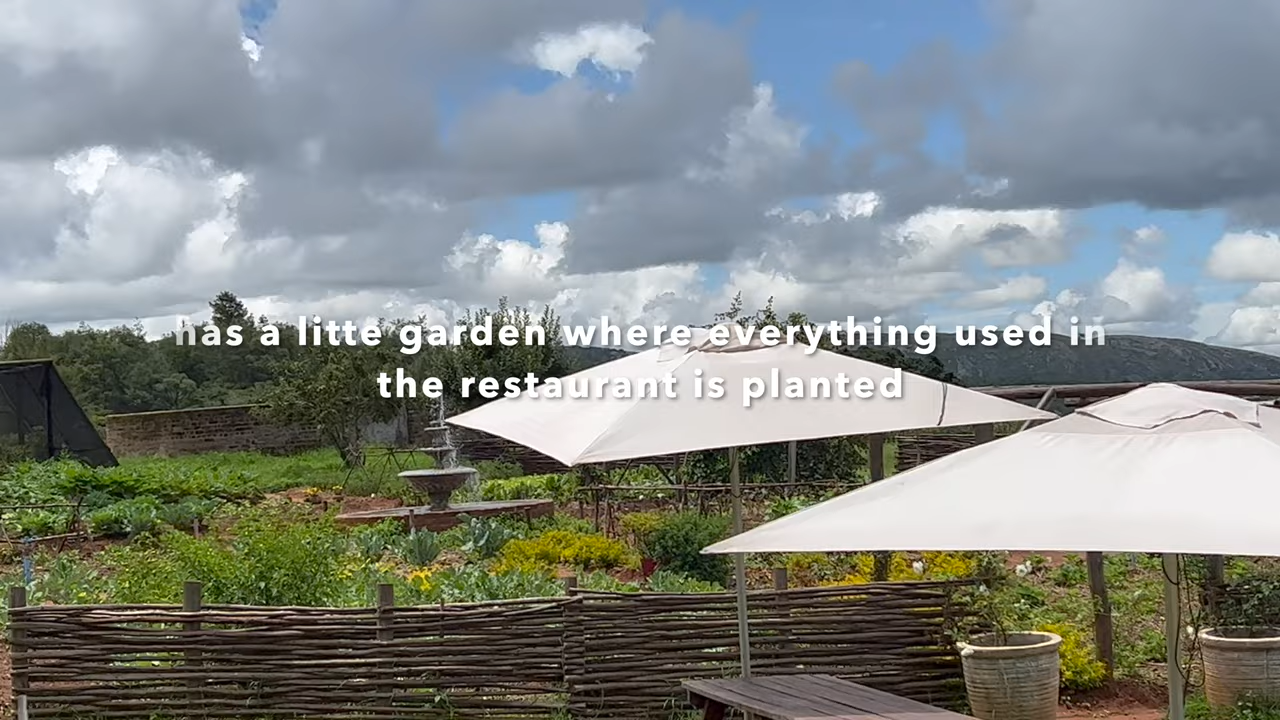 has a litte garden where everything used in
the restaurant is planted